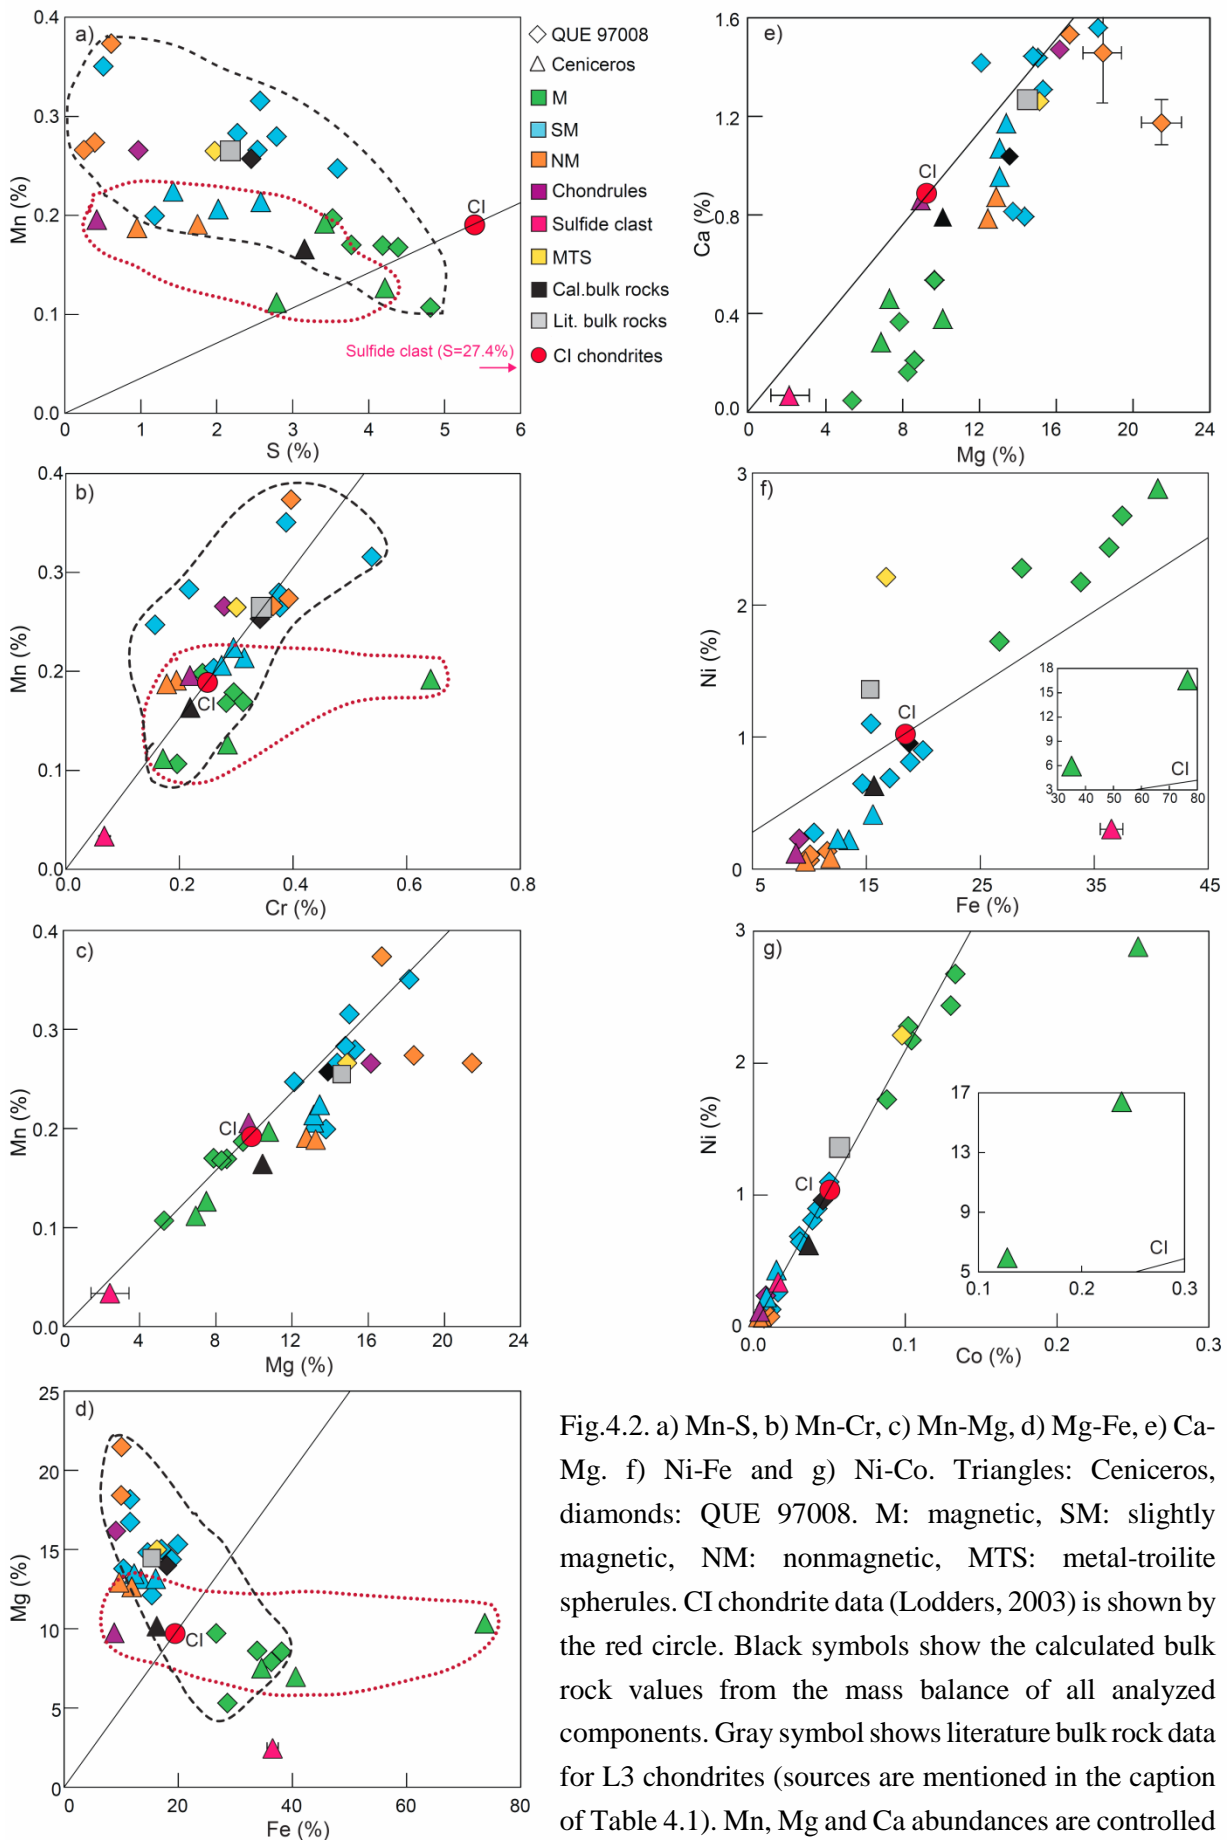 a)
0.4
0.3
0.2
0.1
0.0
Mn (%)
0
1
2
3
4
5
6
S (%)
CI
Sulfide clast (S=27.4%)
QUE 97008
Ceniceros
M
SM
NM
Chondrules
Sulfide clast
MTS
Cal.bulk rocks
Lit. bulk rocks
CI chondrites
e)
1.6
1.2
0.8
0.4
0.0
Ca (%)
0
4
8
12
16
20
24
Mg (%)
CI
b)
0.4
0.3
0.2
0.1
0.0
Mn (%)
0.0
0.2
0.4
0.6
0.8
Cr (%)
CI
f)
3
2
1
0
Ni (%)
5
15
25
35
45
Fe (%)
CI
18
15
12
9
6
3
30
40
50
60
70
80
CI
c)
0.4
0.3
0.2
0.1
0.0
Mn (%)
0
4
8
12
16
20
24
Mg (%)
CI
g)
3
2
1
0
Ni (%)
0.0
0.1
0.2
0.3
Co (%)
CI
17
13
9
5
0.1
0.2
0.3
CI
d)
25
20
15
10
5
0
Mg (%)
0
20
40
60
80
Fe (%)
CI
Fig.4.2. a) Mn-S, b) Mn-Cr, c) Mn-Mg, d) Mg-Fe, e) Ca-
Mg. f) Ni-Fe and g) Ni-Co. Triangles: Ceniceros,
diamonds: QUE 97008. M: magnetic, SM: slightly
magnetic, NM: nonmagnetic, MTS: metal-troilite
spherules. CI chondrite data (Lodders, 2003) is shown by
the red circle. Black symbols show the calculated bulk
rock values from the mass balance of all analyzed
components. Gray symbol shows literature bulk rock data
for L3 chondrites (sources are mentioned in the caption
of Table 4.1). Mn, Mg and Ca abundances are controlled